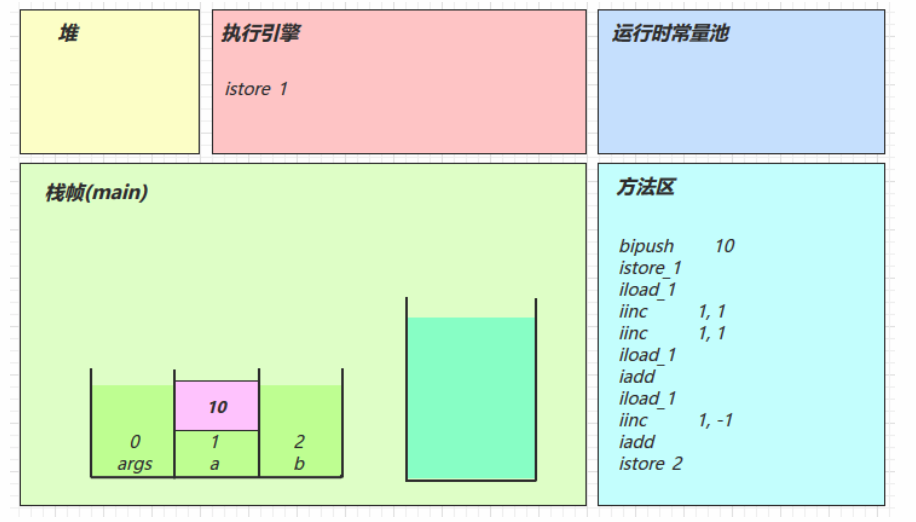 堆
执行引擎
istore 1
运行时常量池
栈帧(main)
10
0 1 2
args a b
方法区
bipush 10
istore_1
iload_1
iinc 1, 1
iinc 1, 1
iload_1
iadd
iload_1
iinc 1, -1
iadd
istore 2